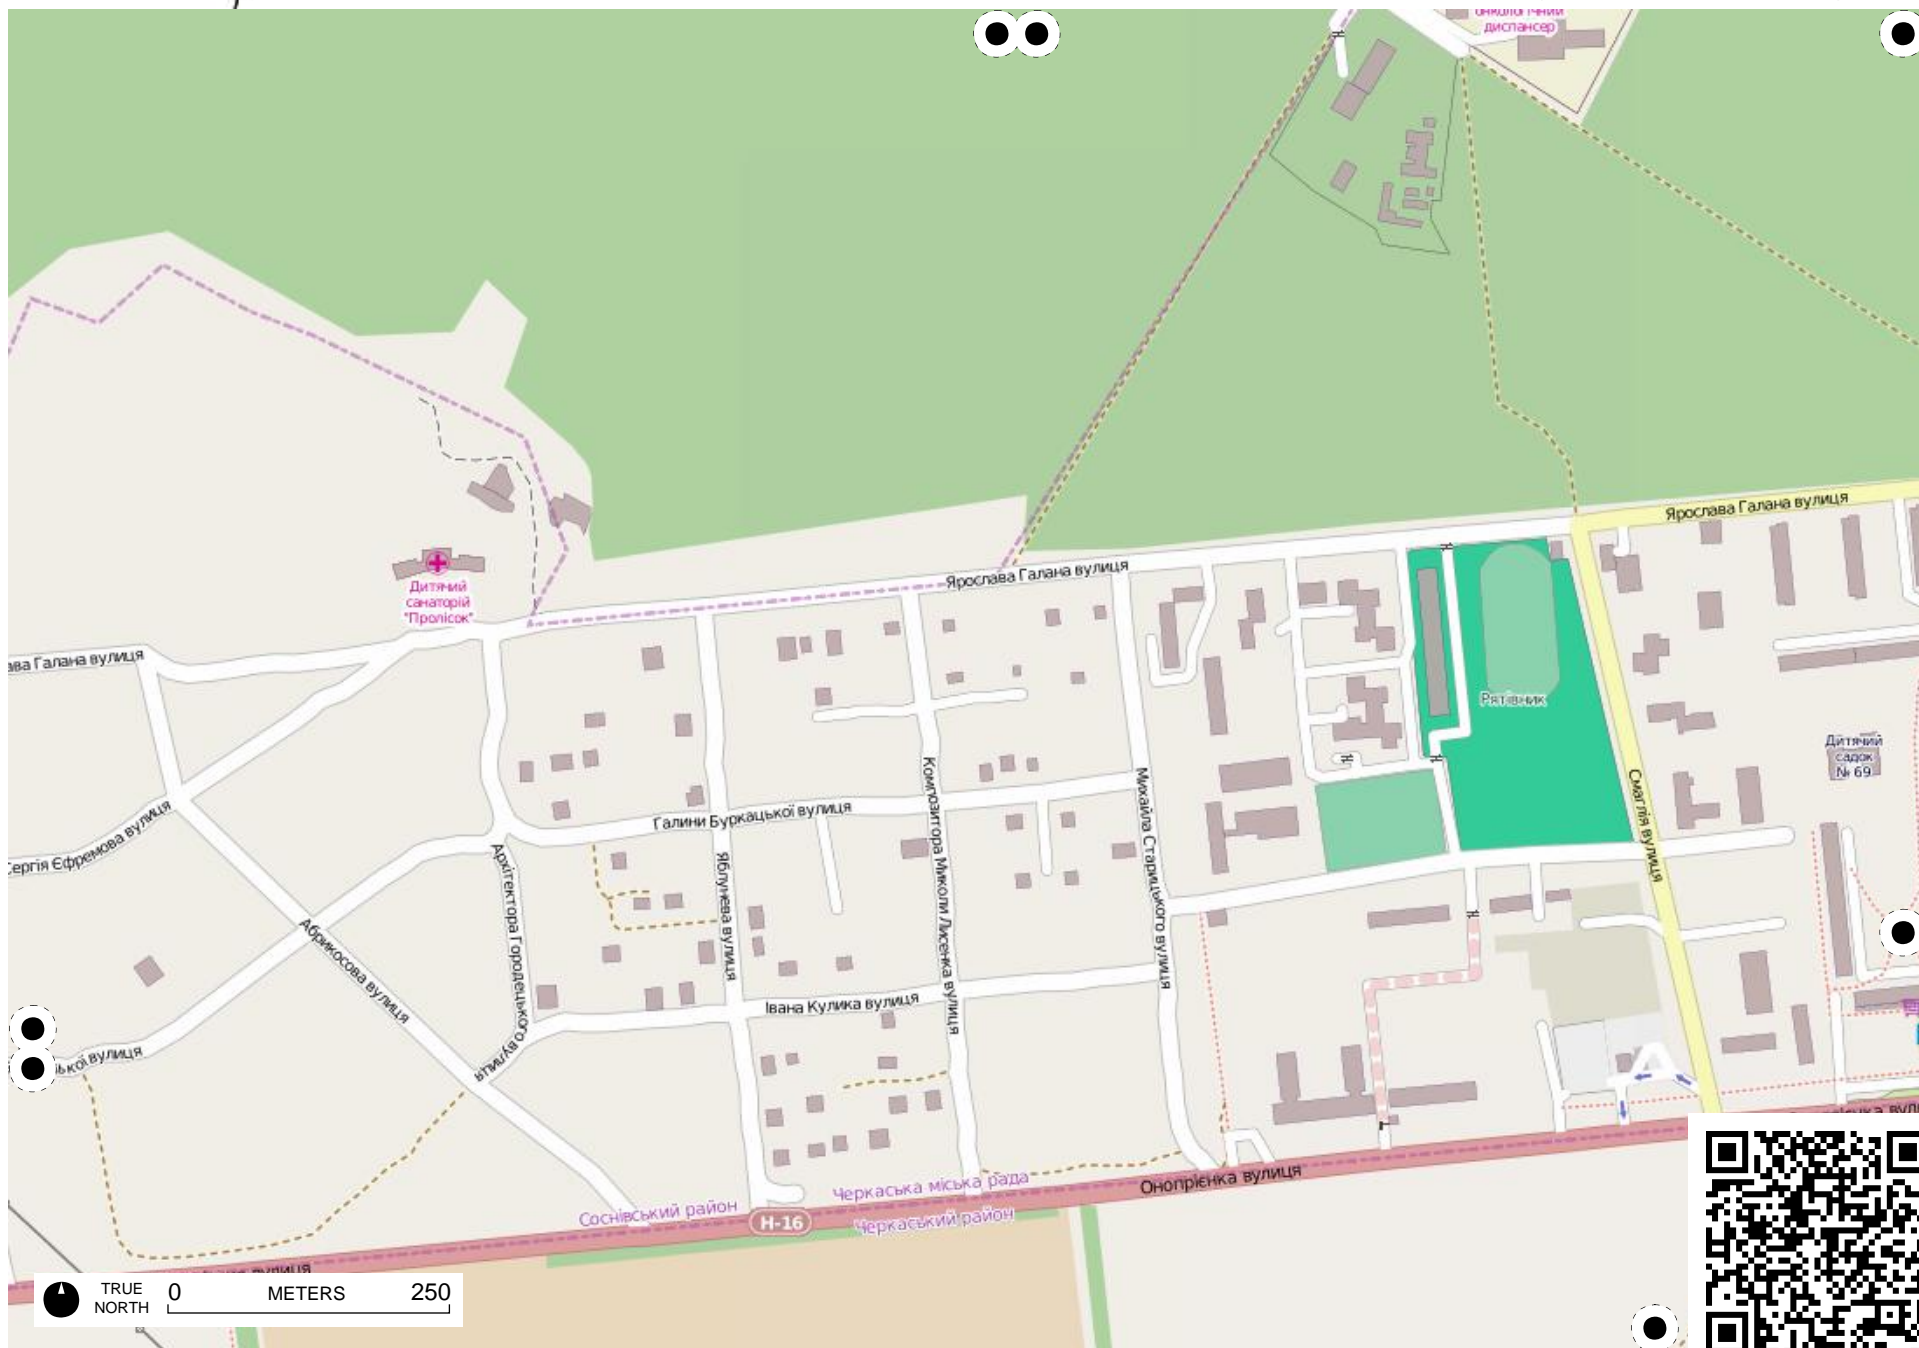 онкологічний
диспансер
Ярослава Галана вулиця
Ярослава Галана вулиця
Дитячий
санаторій
"Пролісок"
ава Галана вулиця
Рятівник
Дитячий
садок
№ 69
Смаглія вулиця
Михайла Старицького вулиця
Композитора Миколи Лисенка вулиця
Галини Буркацької вулиця
Яблунева вулиця
Архітектора Городецького вулиця
Сергія Єфремова вулиця
Абрикосова вулиця
Івана Кулика вулиця
ької вулиця
Черкаська міська рада
Соснівський район
Н-16
Черкаський район
Онопрієнка вулиця
вулиця
TRUE
NORTH
0 METERS 250